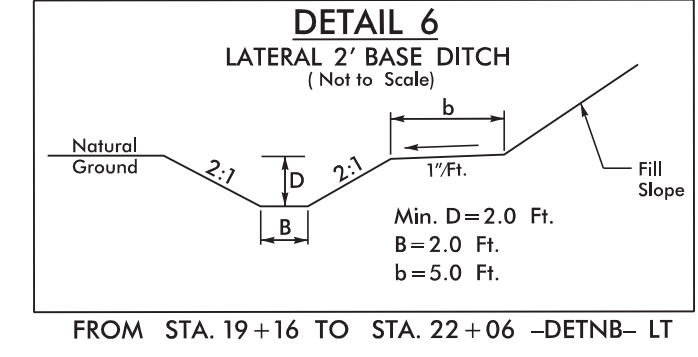 DETAIL 6
LATERAL 2' BASE DITCH
( Not to Scale)
b
Natural
Ground
2:1
D
2:1
1"/Ft.
Fill
Slope
B
Min. D=2.0 Ft.
B=2.0 Ft.
b=5.0 Ft.
FROM STA. 19+16 TO STA. 22+06 -DETNB- LT